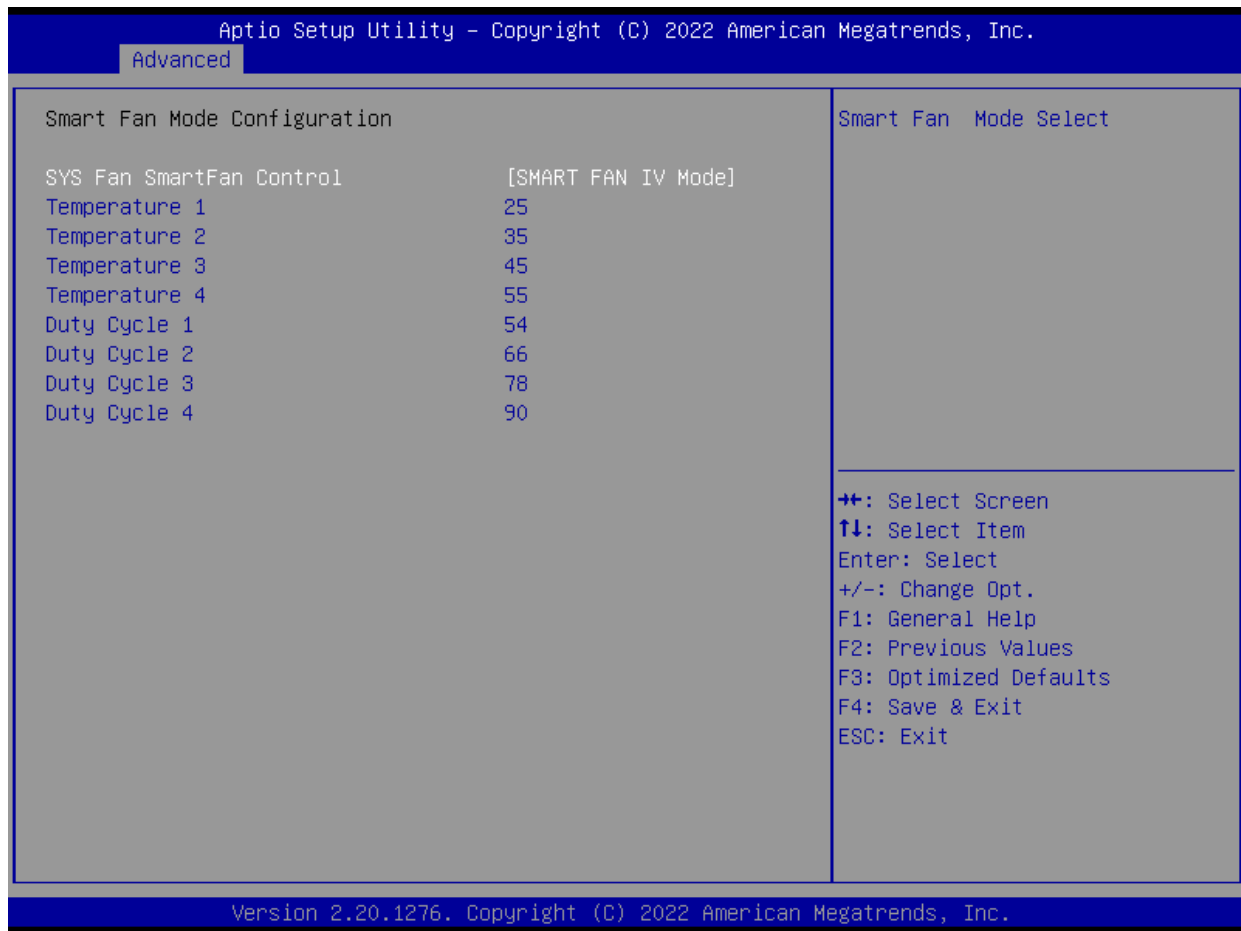 Aptio Setup Utility – Copyright (C) 2022 American Megatrends, Inc.
Advanced
Smart Fan Mode Configuration
SYS Fan SmartFan Control [SMART FAN IV Mode]
Temperature 1 25
Temperature 2 35
Temperature 3 45
Temperature 4 55
Duty Cycle 1 54
Duty Cycle 2 66
Duty Cycle 3 78
Duty Cycle 4 90
Smart Fan  Mode Select
→←: Select Screen
↑↓: Select Item
Enter: Select
+/-: Change Opt.
F1: General Help
F2: Previous Values
F3: Optimized Defaults
F4: Save & Exit
ESC: Exit
Version 2.20.1276. Copyright (C) 2022 American Megatrends, Inc.